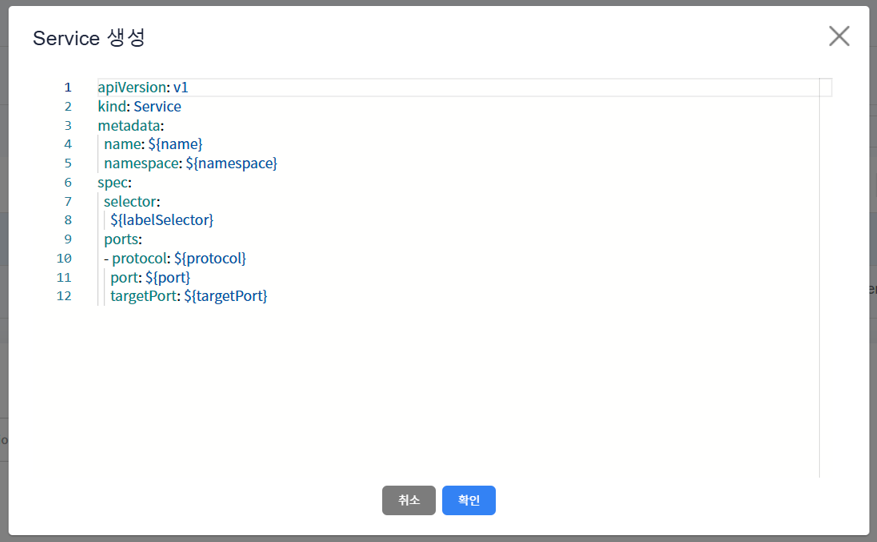 Service 생성
1 apiVersion: v1
2 kind: Service
3 metadata:
4 name: ${name}
5 namespace: ${namespace}
6 spec:
7 selector:
8 ${labelSelector}
9 ports:
10 - protocol: ${protocol}
11 port: ${port}
12 targetPort: ${targetPort}
취소 확인